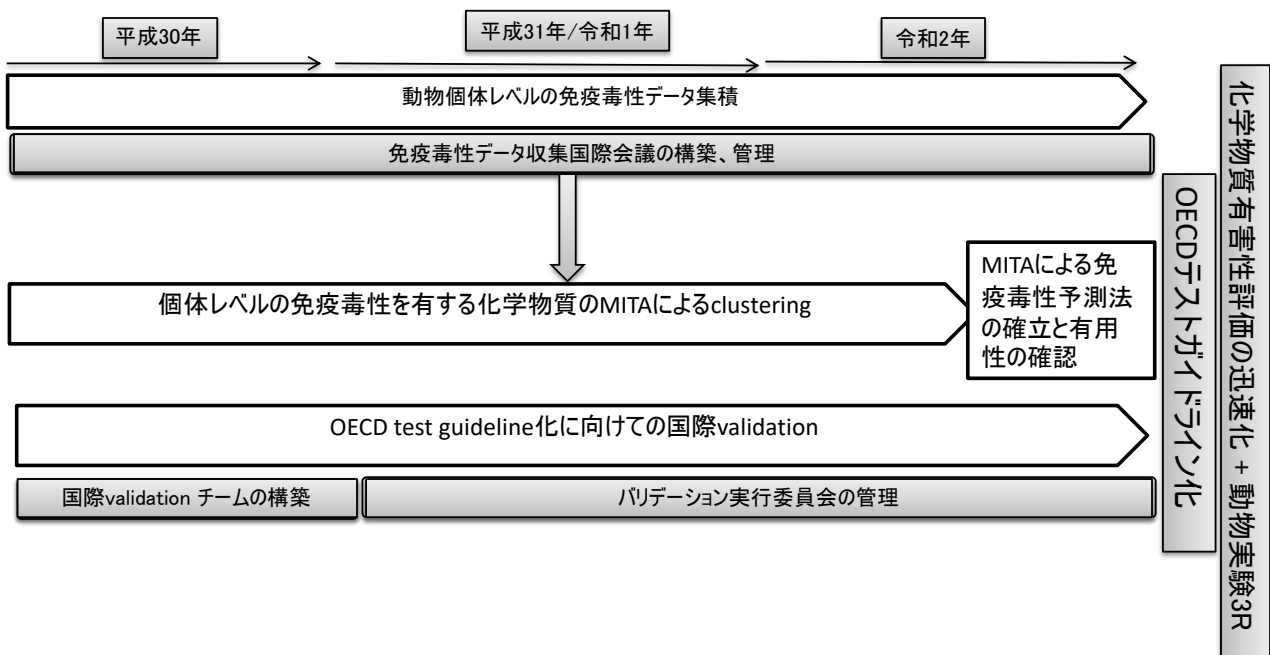 平成30年
平成31年/令和1年
令和2年
動物個体レベルの免疫毒性データ集積
免疫毒性データ収集国際会議の構築、管理
個体レベルの免疫毒性を有する化学物質のMITAによるclustering
MITAによる免
疫毒性予測法
の確立と有用
性の確認
OECD test guideline化に向けての国際validation
国際validation チームの構築
バリデーション実行委員会の管理
OECDテストガイドライン化
化学物質有害性評価の迅速化 + 動物実験3R